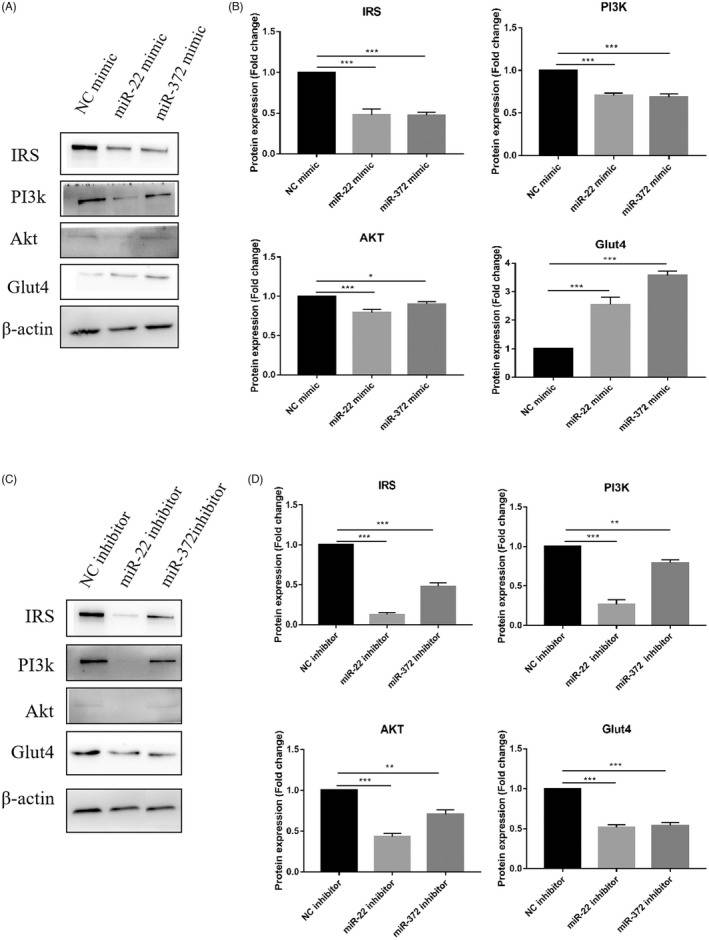 (A)
NC mimic
miR-22 mimic
miR-372 mimic
IRS
PI3k
Akt
Glut4
β-actin
(B)
IRS
Protein expression (Fold change)
1.5
1.0
0.5
0.0
***
***
NC mimic
miR-22 mimic
miR-372 mimic
PI3K
Protein expression (Fold change)
1.5
1.0
0.5
0.0
***
***
NC mimic
miR-22 mimic
miR-372 mimic
AKT
Protein expression (Fold change)
1.5
1.0
0.5
0.0
*
***
NC mimic
miR-22 mimic
miR-372 mimic
Glut4
Protein expression (Fold change)
4
3
2
1
0
***
***
NC mimic
miR-22 mimic
miR-372 mimic
(C)
NC inhibitor
miR-22 inhibitor
miR-372inhibitor
IRS
PI3k
Akt
Glut4
β-actin
(D)
IRS
Protein expression (Fold change)
1.5
1.0
0.5
0.0
***
***
NC inhibitor
miR-22 inhibitor
miR-372 Inhibitor
PI3K
Protein expression (Fold change)
1.5
1.0
0.5
0.0
**
***
NC inhibitor
miR-22 inhibitor
miR-372 Inhibitor
AKT
Protein expression (Fold change)
1.5
1.0
0.5
0.0
**
***
NC inhibitor
miR-22 inhibitor
miR-372 Inhibitor
Glut4
Protein expression (Fold change)
1.5
1.0
0.5
0.0
***
***
NC inhibitor
miR-22 inhibitor
miR-372 Inhibitor